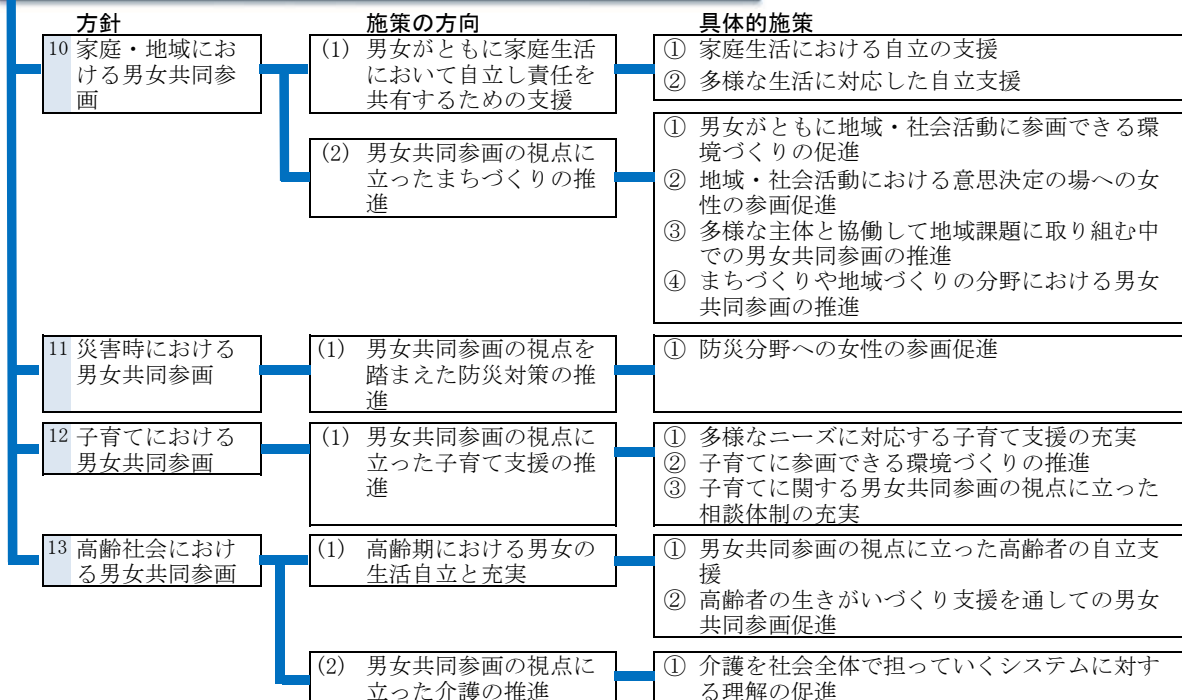 方針
施策の方向
具体的施策
10 家庭・地域にお
ける男女共同参
画
(1) 男女がともに家庭生活
において自立し責任を
共有するための支援
① 家庭生活における自立の支援
② 多様な生活に対応した自立支援
(2) 男女共同参画の視点に
立ったまちづくりの推
進
① 男女がともに地域・社会活動に参画できる環
境づくりの促進
② 地域・社会活動における意思決定の場への女
性の参画促進
③ 多様な主体と協働して地域課題に取り組む中
での男女共同参画の推進
④ まちづくりや地域づくりの分野における男女
共同参画の推進
11 災害時における
男女共同参画
(1) 男女共同参画の視点を
踏まえた防災対策の推
進
① 防災分野への女性の参画促進
12 子育てにおける
男女共同参画
(1) 男女共同参画の視点に
立った子育て支援の推
進
① 多様なニーズに対応する子育て支援の充実
② 子育てに参画できる環境づくりの推進
③ 子育てに関する男女共同参画の視点に立った
相談体制の充実
13 高齢社会におけ
る男女共同参画
(1) 高齢期における男女の
生活自立と充実
① 男女共同参画の視点に立った高齢者の自立支
援
② 高齢者の生きがいづくり支援を通しての男女
共同参画促進
(2) 男女共同参画の視点に
立った介護の推進
① 介護を社会全体で担っていくシステムに対す
る理解の促進